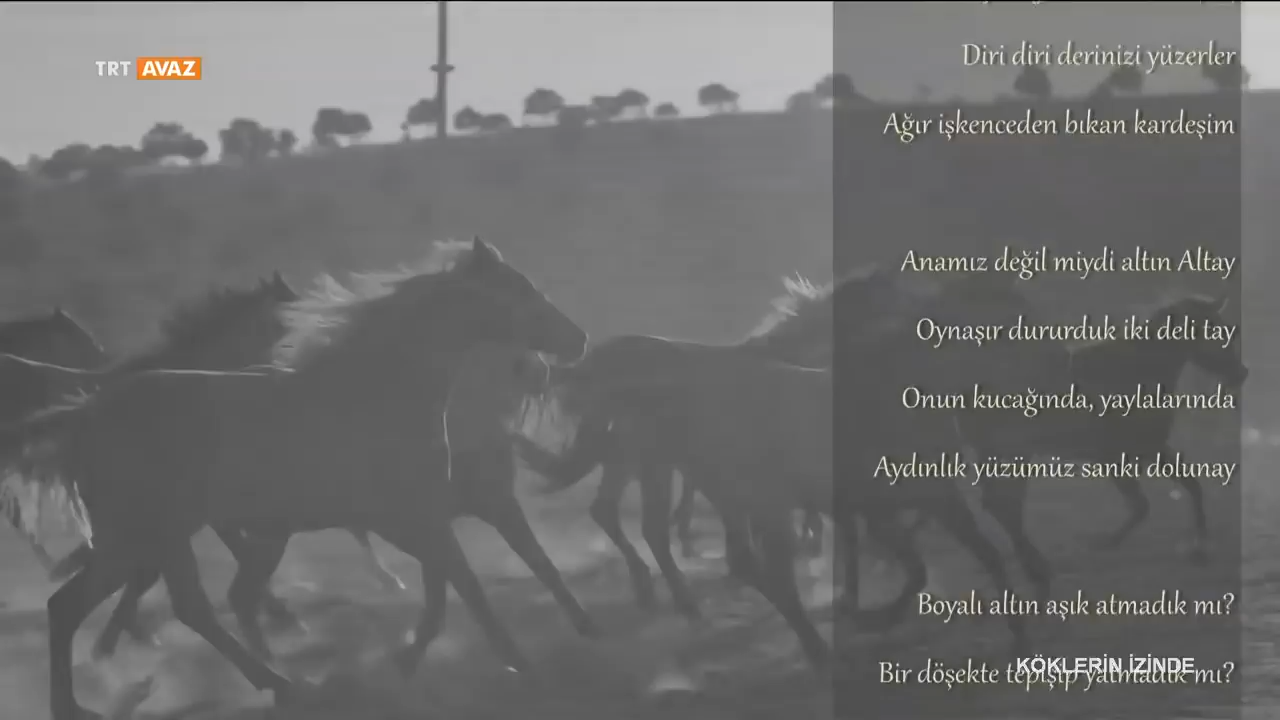 TRT AVAZ
Diri diri derinizi yüzerler
Ağır işkenceden bıkan kardeşim
Anamız değil miydi altın Altay
Oynaşır dururduk iki deli tay
Onun kucağında, yaylalarında
Aydınlık yüzümüz sanki dolunay
Boyalı altın aşık atmadık mı?
Bir döşekte tepişip yatmadık mı?
KÖKLERİN İZİNDE